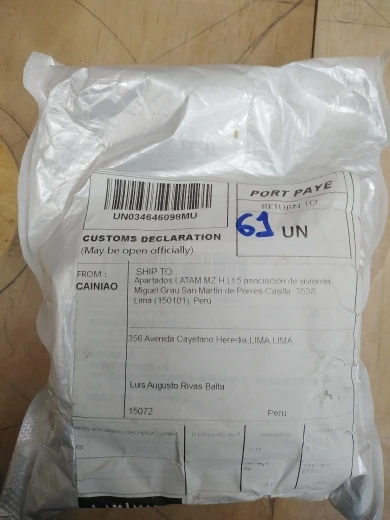 UN034646098MU
PORT PAYE
RETURN TO
61 UN
CUSTOMS DECLARATION
(May be open officially)
FROM :
CAINIAO
SHIP TO:
Apartados LATAM MZ H Lt 5 asociación de vivienda
Miguel Grau San Martin de Porres Casilla 3538
Lima (150101), Perú
356 Avenida Cayetano Heredia LIMA LIMA
Luis Augusto Rivas Balta
15072 Peru